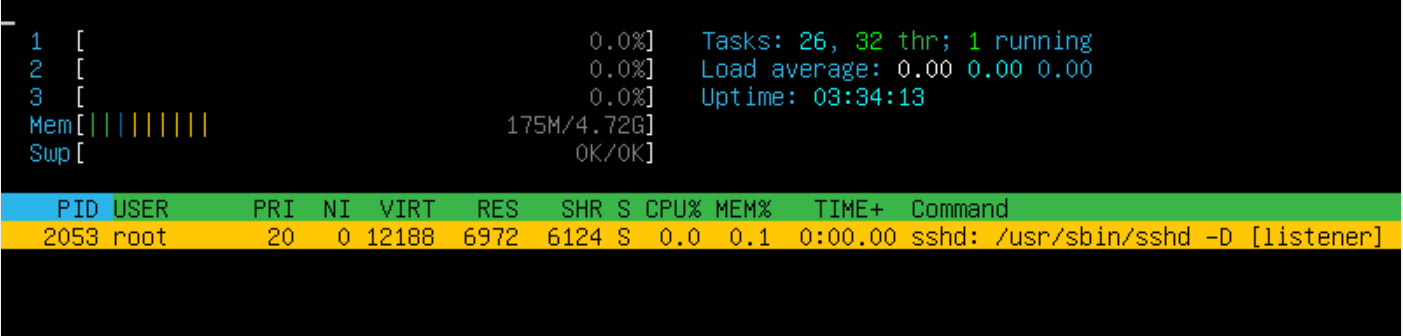 1 [ 0.0%] Tasks: 26, 32 thr; 1 running
2 [ 0.0%] Load average: 0.00 0.00 0.00
3 [ 0.0%] Uptime: 03:34:13
Mem[|||||||||| 175M/4.72G]
Swp[ 0K/0K]
PID USER PRI NI VIRT RES SHR S CPU% MEM% TIME+ Command
2053 root 20 0 12188 6972 6124 S 0.0 0.1 0:00.00 sshd: /usr/sbin/sshd -D [listener]